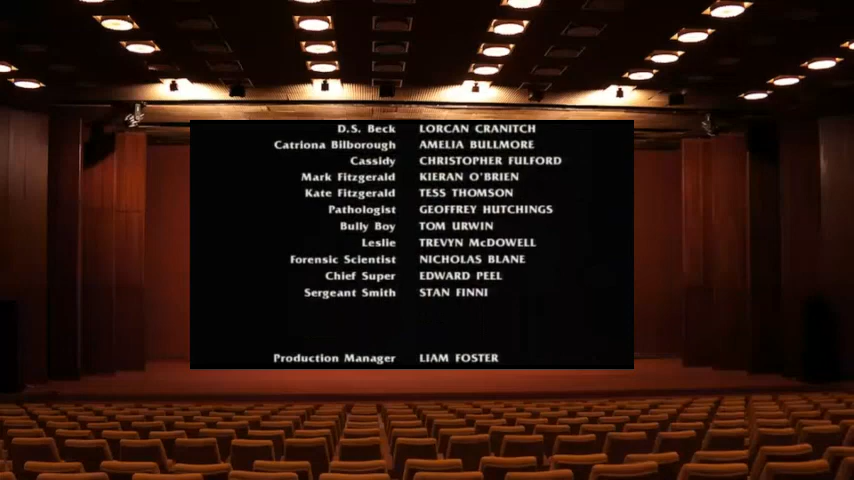 D.S. Beck LORCAN CRANITCH
Catriona Bilborough AMELIA BULLMORE
Cassidy CHRISTOPHER FULFORD
Mark Fitzgerald KIERAN O'BRIEN
Kate Fitzgerald TESS THOMSON
Pathologist GEOFFREY HUTCHINGS
Bully Boy TOM URWIN
Leslie TREVYN McDOWELL
Forensic Scientist NICHOLAS BLANE
Chief Super EDWARD PEEL
Sergeant Smith STAN FINNI
Production Manager LIAM FOSTER